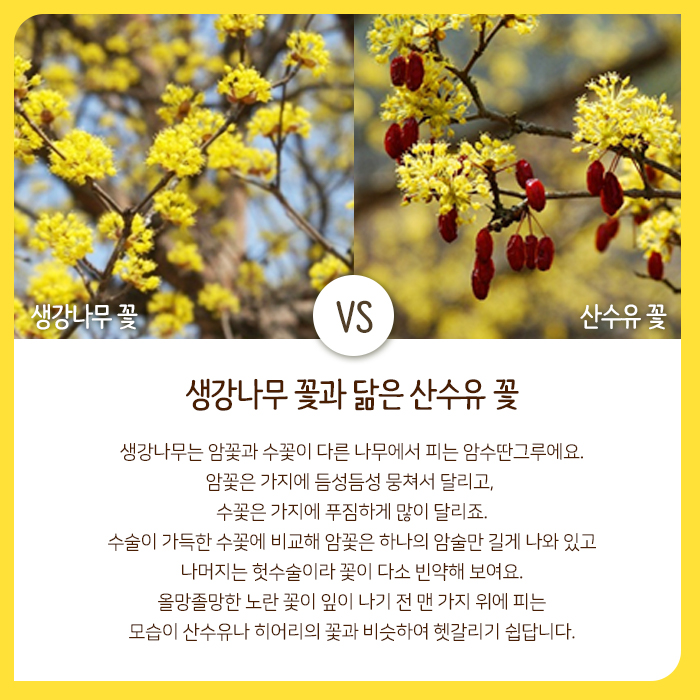 생강나무 꽃
VS
산수유 꽃
생강나무 꽃과 닮은 산수유 꽃
생강나무는 암꽃과 수꽃이 다른 나무에서 피는 암수딴그루에요.
암꽃은 가지에 듬성듬성 뭉쳐서 달리고,
수꽃은 가지에 푸짐하게 많이 달리죠.
수술이 가득한 수꽃에 비교해 암꽃은 하나의 암술만 길게 나와 있고
나머지는 헛수술이라 꽃이 다소 빈약해 보여요.
올망졸망한 노란 꽃이 잎이 나기 전 맨 가지 위에 피는
모습이 산수유나 히어리의 꽃과 비슷하여 헷갈리기 쉽답니다.